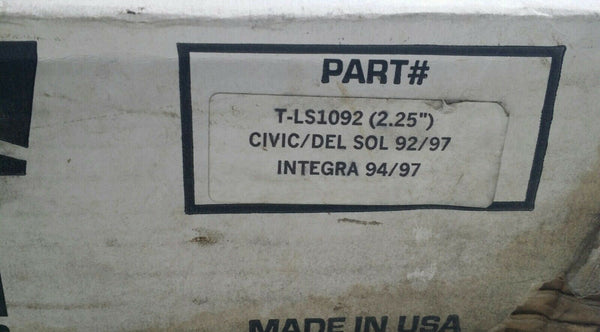 PART#
T-LS1092 (2.25")
CIVIC/DEL SOL 92/97
INTEGRA 94/97
MADE IN USA